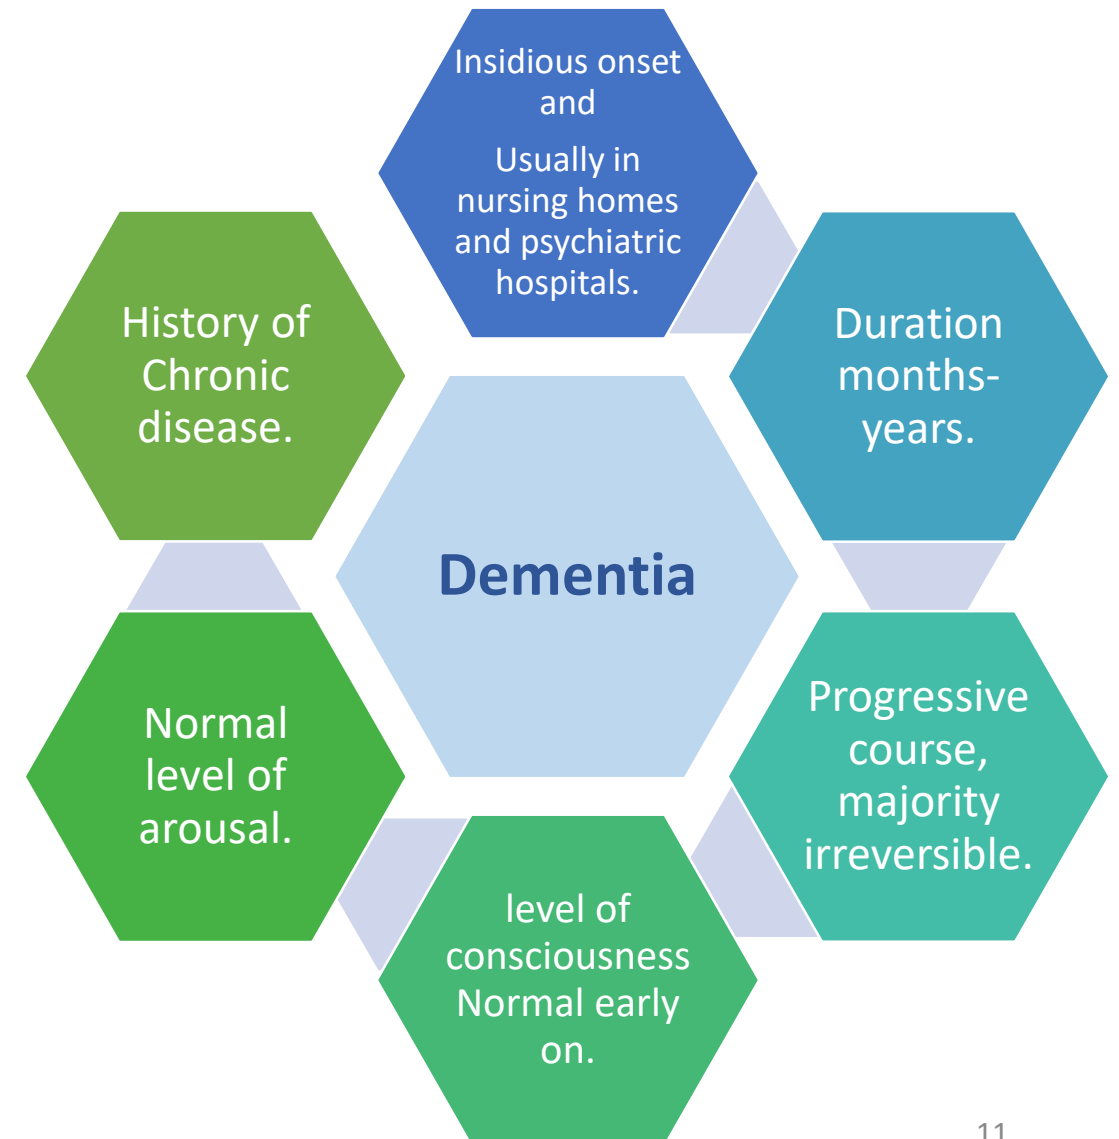 Insidious onset
and
Usually in
nursing homes
and psychiatric
hospitals.
Duration
months-
years.
Progressive
course,
majority
irreversible.
level of
consciousness
Normal early
on.
Normal
level of
arousal.
History of
Chronic
disease.
Dementia
11